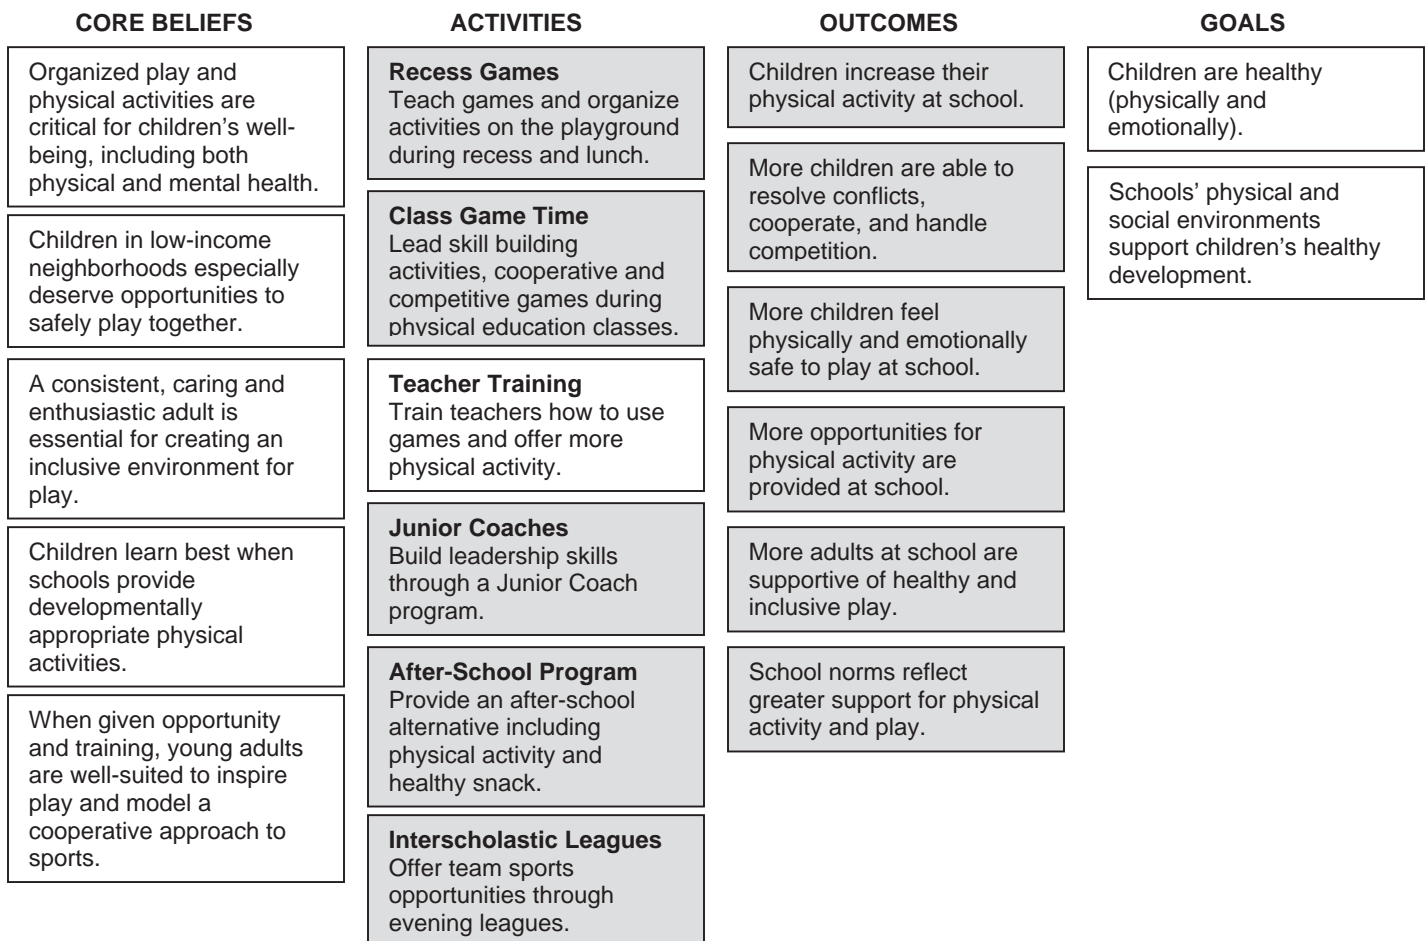 CORE BELIEFS
Organized play and
physical activities are
critical for children's well-
being, including both
physical and mental health.
Children in low-income
neighborhoods especially
deserve opportunities to
safely play together.
A consistent, caring and
enthusiastic adult is
essential for creating an
inclusive environment for
play.
Children learn best when
schools provide
developmentally
appropriate physical
activities.
When given opportunity
and training, young adults
are well-suited to inspire
play and model a
cooperative approach to
sports.
ACTIVITIES
Recess Games
Teach games and organize
activities on the playground
during recess and lunch.
Class Game Time
Lead skill building
activities, cooperative and
competitive games during
physical education classes.
Teacher Training
Train teachers how to use
games and offer more
physical activity.
Junior Coaches
Build leadership skills
through a Junior Coach
program.
After-School Program
Provide an after-school
alternative including
physical activity and
healthy snack.
Interscholastic Leagues
Offer team sports
opportunities through
evening leagues.
OUTCOMES
Children increase their
physical activity at school.
More children are able to
resolve conflicts,
cooperate, and handle
competition.
More children feel
physically and emotionally
safe to play at school.
More opportunities for
physical activity are
provided at school.
More adults at school are
supportive of healthy and
inclusive play.
School norms reflect
greater support for physical
activity and play.
GOALS
Children are healthy
(physically and
emotionally).
Schools' physical and
social environments
support children's healthy
development.